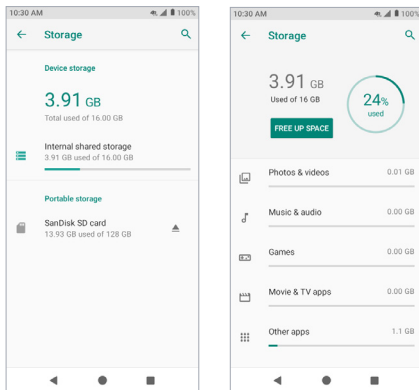 10:30 AM
100%
Storage
Device storage
3.91 GB
Total used of 16.00 GB
Internal shared storage
3.91 GB used of 16.00 GB
Portable storage
SanDisk SD card
13.93 GB used of 128 GB
10:30 AM
100%
Storage
3.91 GB
Used of 16 GB
24%
used
FREE UP SPACE
Photos & videos 0.01 GB
Music & audio 0.00 GB
Games 0.00 GB
Movie & TV apps 0.00 GB
Other apps 1.1 GB